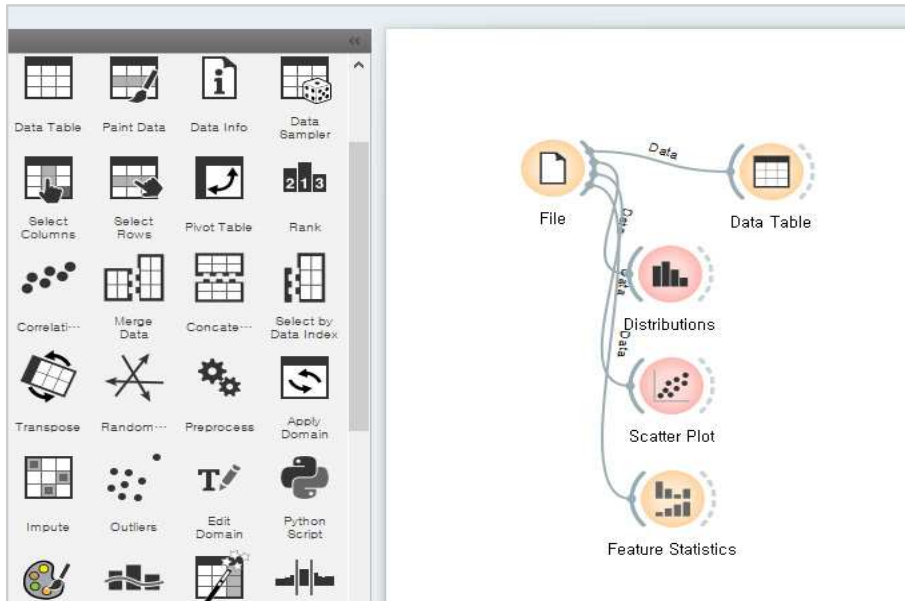 Data Table
Paint Data
Data Info
Data
Sampler
Select
Columns
Select
Rows
Pivot Table
2 1 3
Rank
Correlati···
Merge
Data
Concate···
Select by
Data Index
Transpose
Random···
Preprocess
Apply
Domain
Impute
Outliers
T
Edit
Domain
Python
Script
File
Data
Data Table
Data
Distributions
Data
Scatter Plot
Data
Feature Statistics